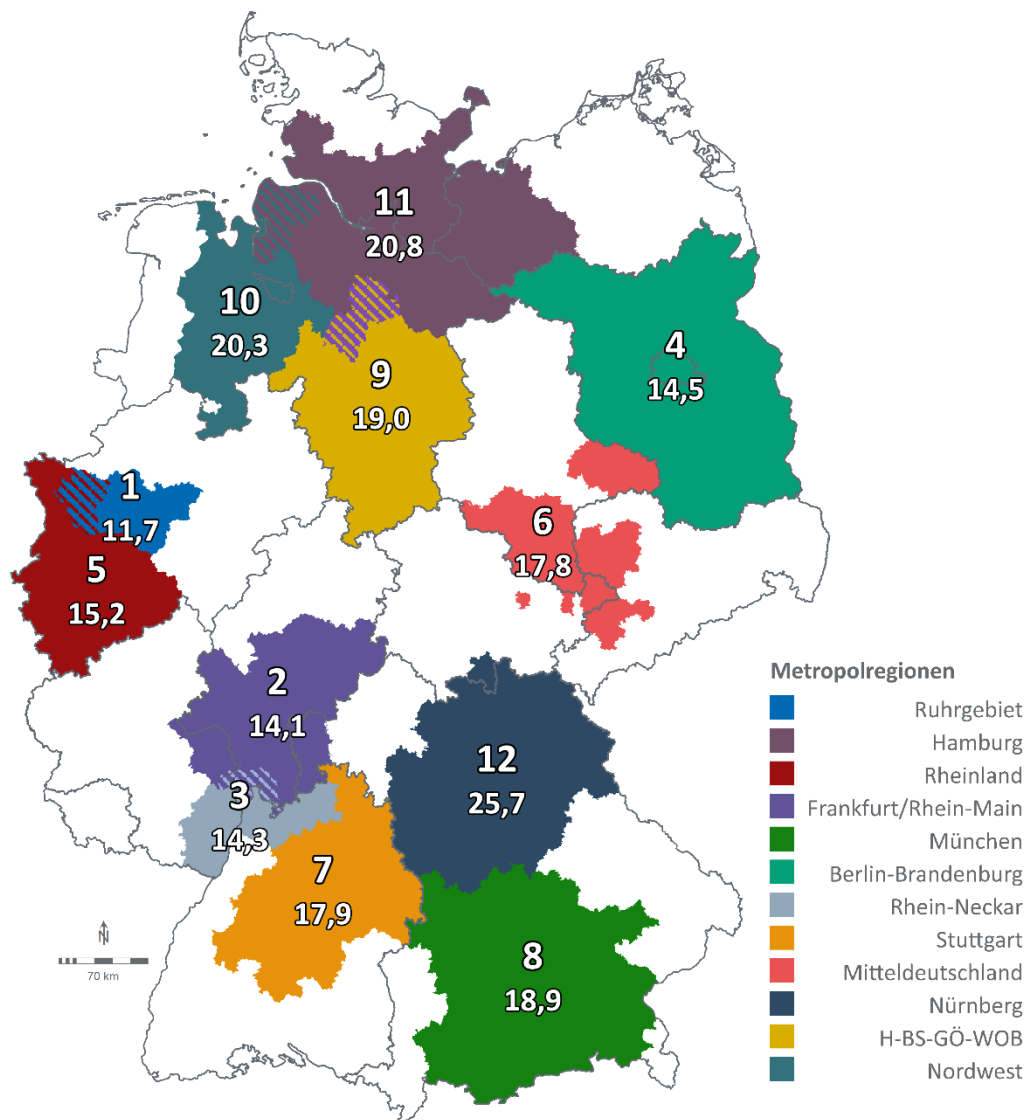 11
20,8
10
20,3
4
14,5
9
19,0
1
11,7
6
17,8
5
15,2
2
14,1
12
25,7
3
14,3
7
17,9
8
18,9
N
70 km
Metropolregionen
Ruhrgebiet
Hamburg
Rheinland
Frankfurt/Rhein-Main
München
Berlin-Brandenburg
Rhein-Neckar
Stuttgart
Mitteldeutschland
Nürnberg
H-BS-GÖ-WOB
Nordwest